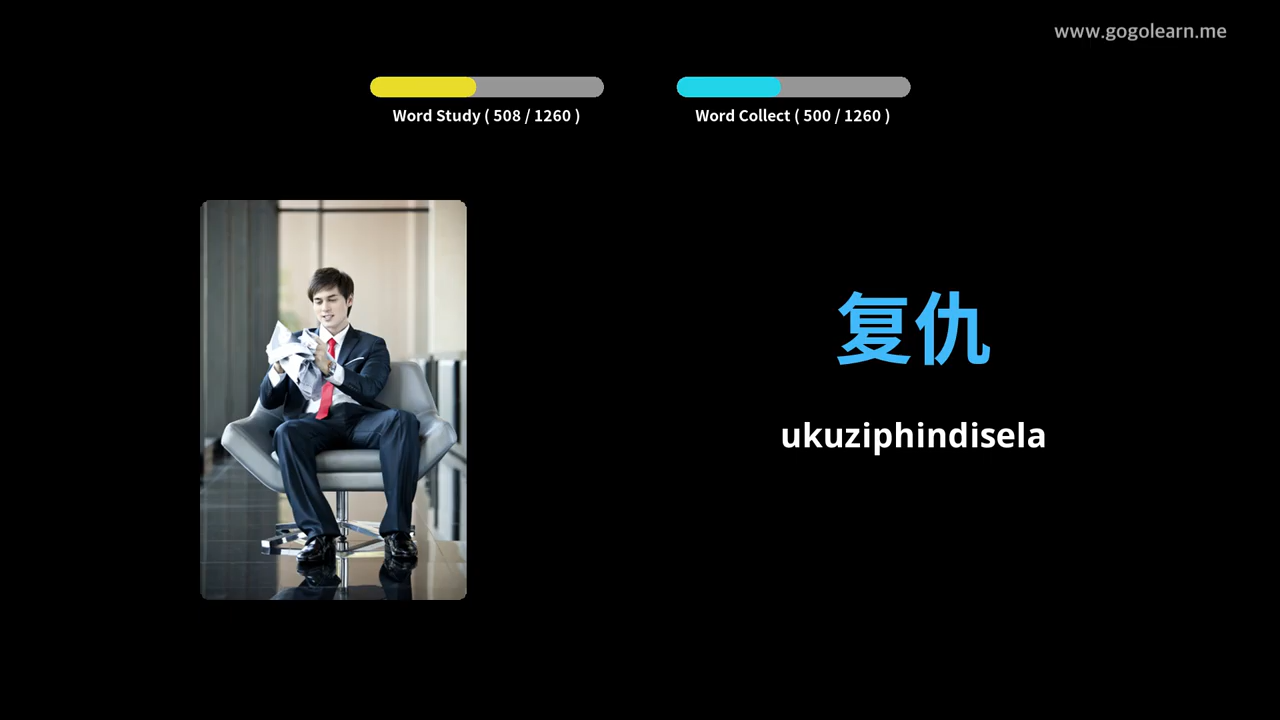 www.gogolearn.me
Word Study ( 508 / 1260 )
Word Collect ( 500 / 1260 )
复仇
ukuziphindisela